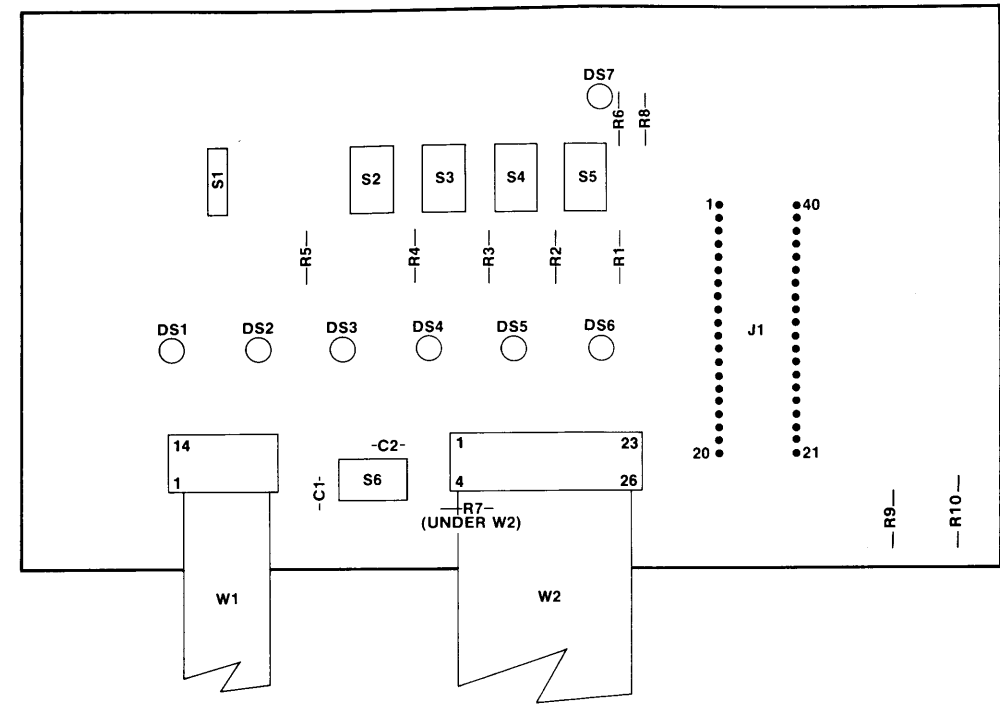 DS7
R6
R8
S1
S2
S3
S4
S5
1
40
R5
R4
R3
R2
R1
DS1
DS2
DS3
DS4
DS5
DS6
J1
14
1
-C2-
S6
-C1-
1
23
4
26
20
21
R7
(UNDER W2)
R9
R10
W1
W2